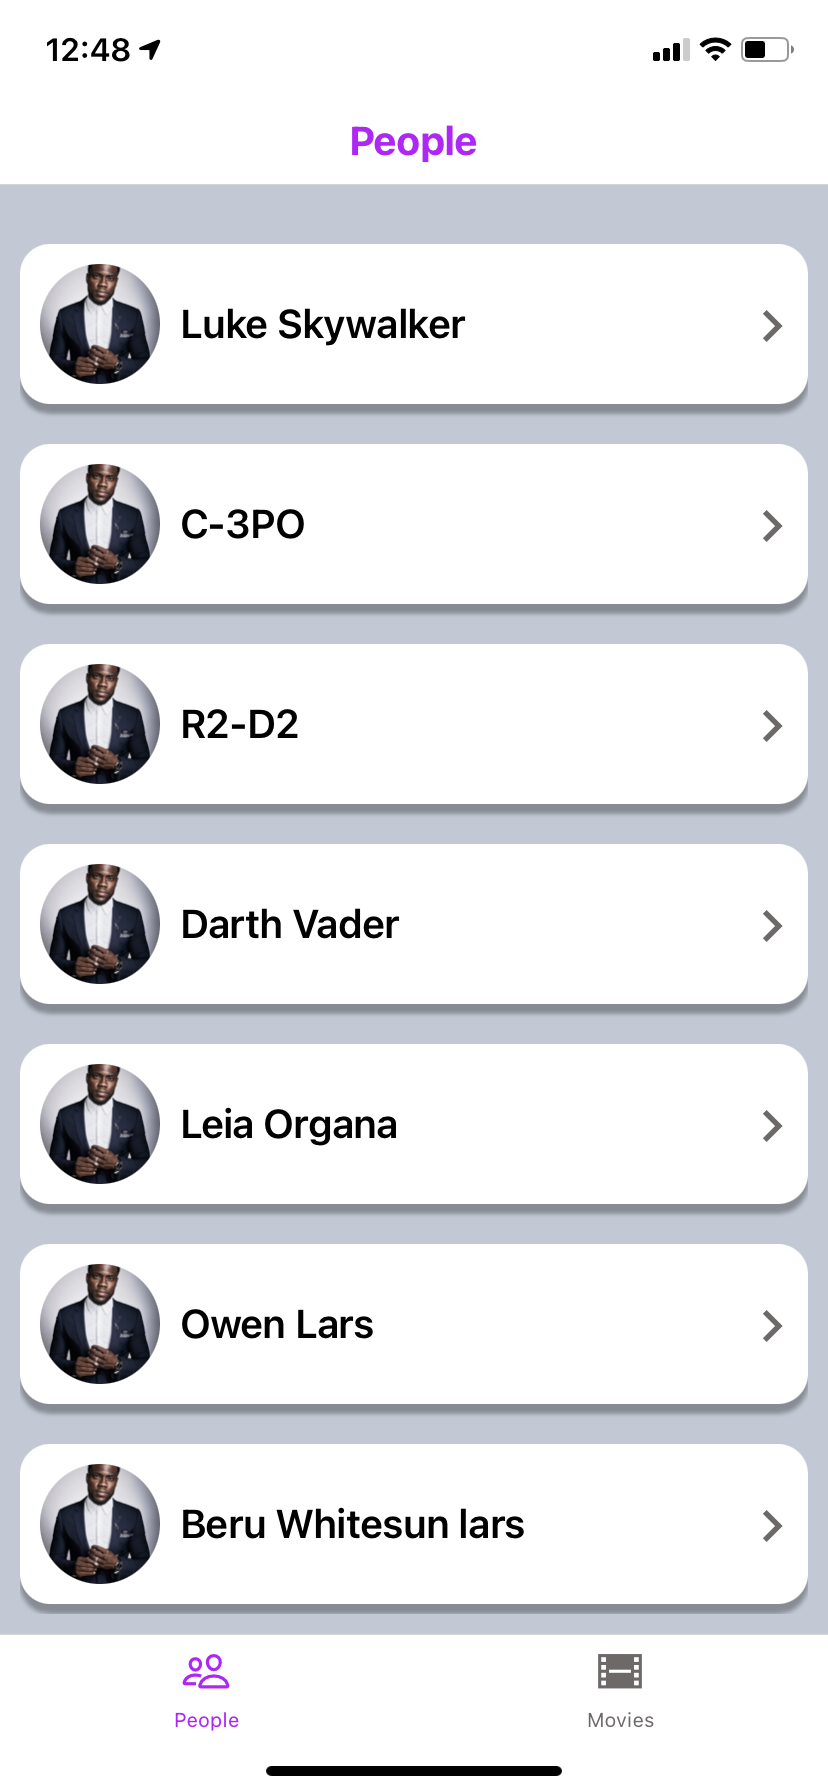 12:48
People
Luke Skywalker
C-3PO
R2-D2
Darth Vader
Leia Organa
Owen Lars
Beru Whitesun lars
People
Movies